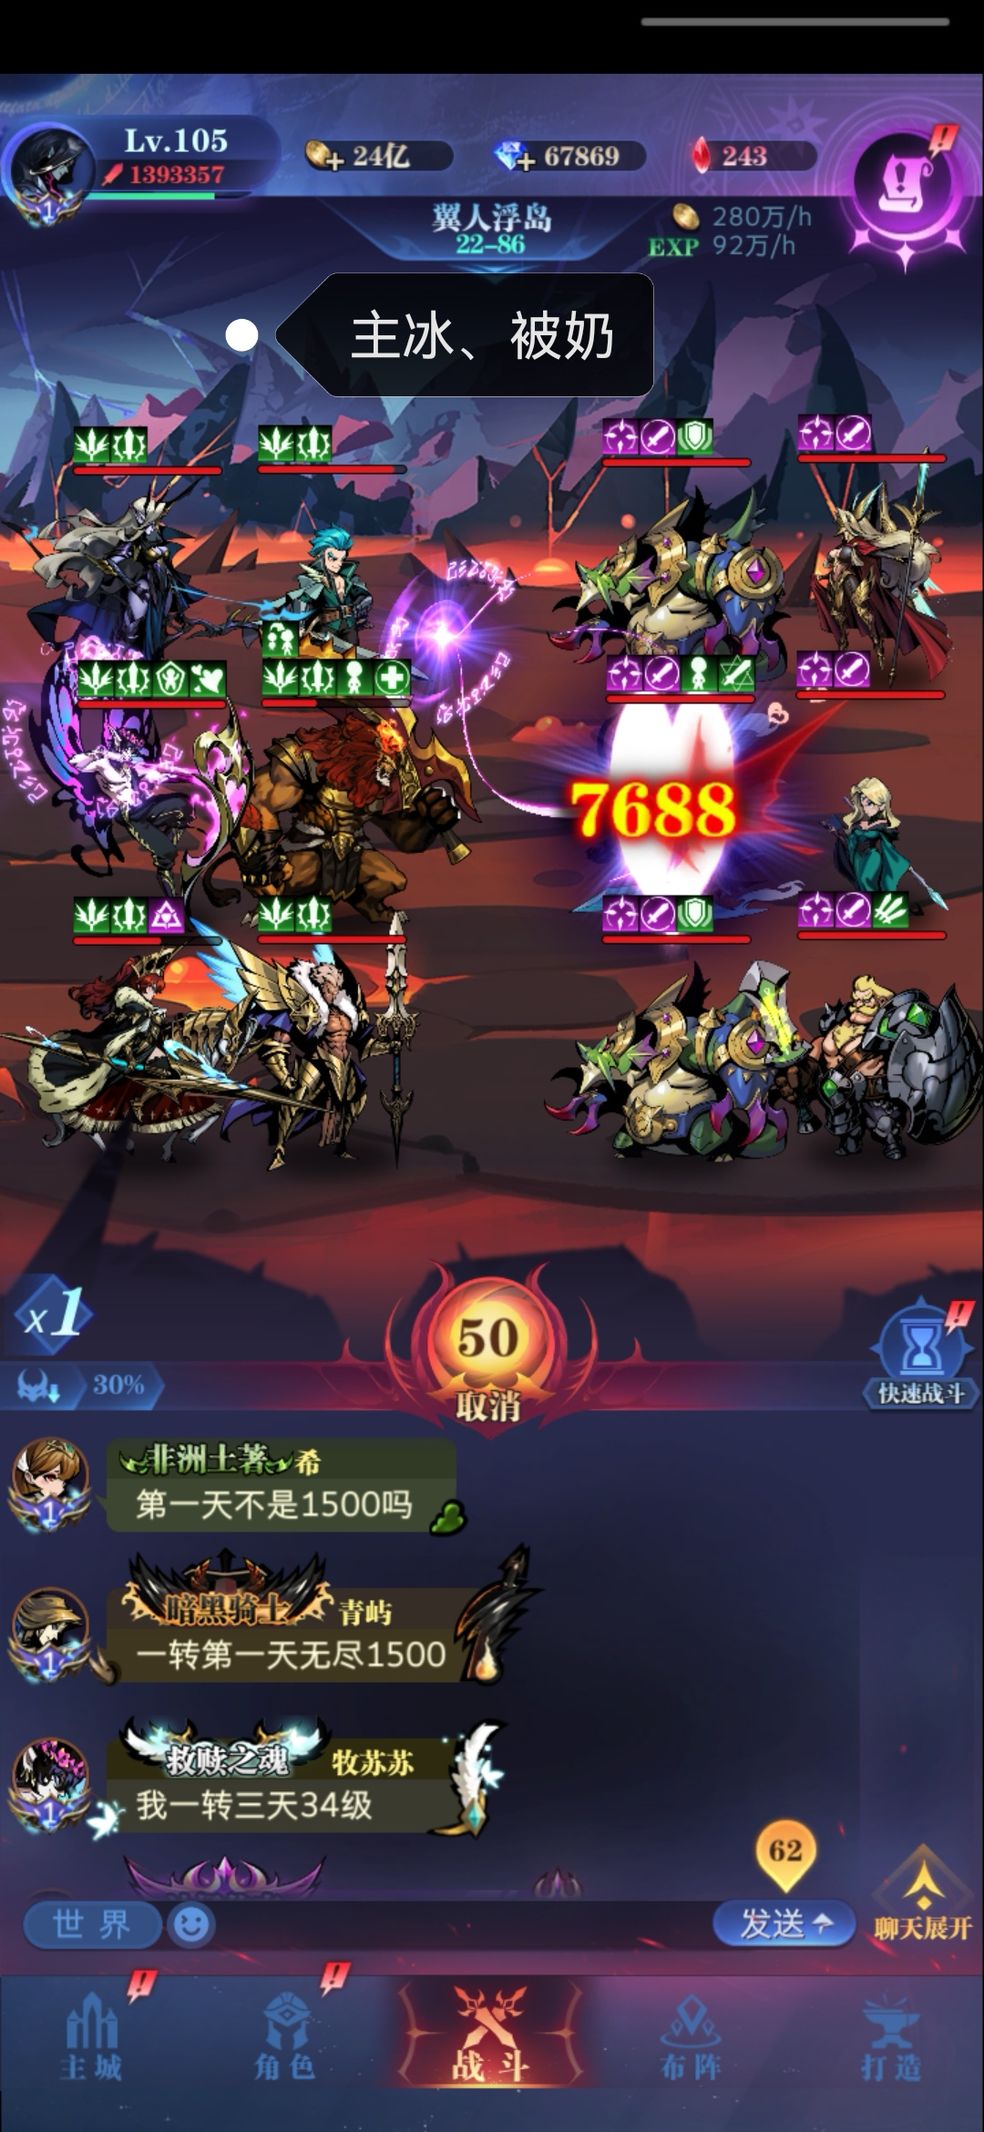 Lv.105
24亿
67869
243
1393357
1
翼人浮岛
22-86
280万/h
EXP 92万/h
主冰、被奶
7688
x1
50
取消
30%
快速战斗
非洲土著 希
第一天不是1500吗
1
暗黑骑士 青屿
一转第一天无尽1500
1
救赎之魂 牧苏苏
我一转三天34级
1
62
世界
发送
聊天展开
主城
角色
战斗
布阵
打造